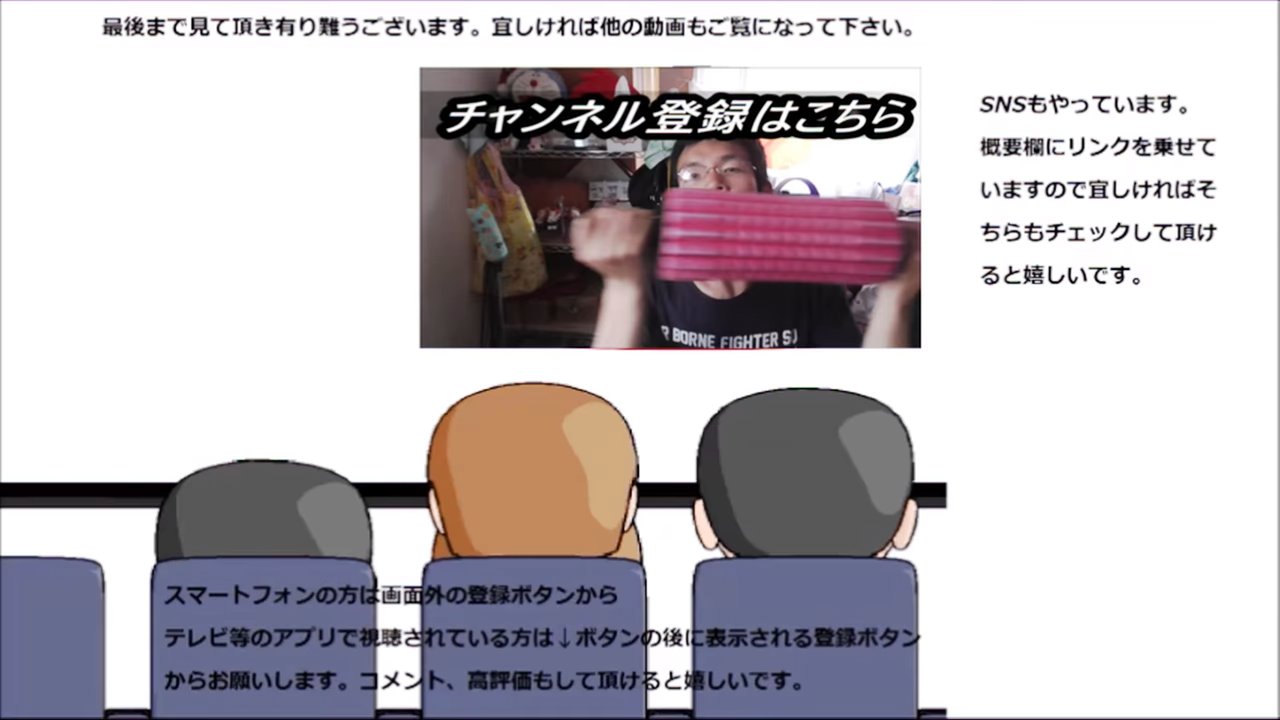 最後まで見て頂き有り難うございます。宜しければ他の動画もご覧になって下さい。
チャンネル登録はこちら
SNSもやっています。
概要欄にリンクを乗せて
いますので宜しければそ
ちらもチェックして頂け
ると嬉しいです。
R BORNE FIGHTER SJ
スマートフォンの方は画面外の登録ボタンから
テレビ等のアプリで視聴されている方は↓ボタンの後に表示される登録ボタン
からお願いします。コメント、高評価もして頂けると嬉しいです。